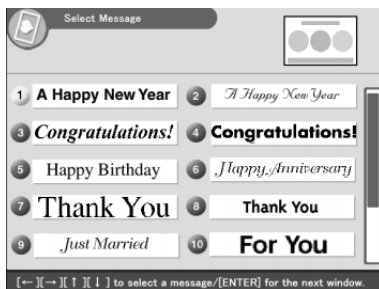 Select Message
1 A Happy New Year
2 A Happy New Year
3 Congratulations!
4 Congratulations!
5 Happy Birthday
6 Happy Anniversary
7 Thank You
8 Thank You
9 Just Married
10 For You
[←][→][↑][↓] to select a message/[ENTER] for the next window.